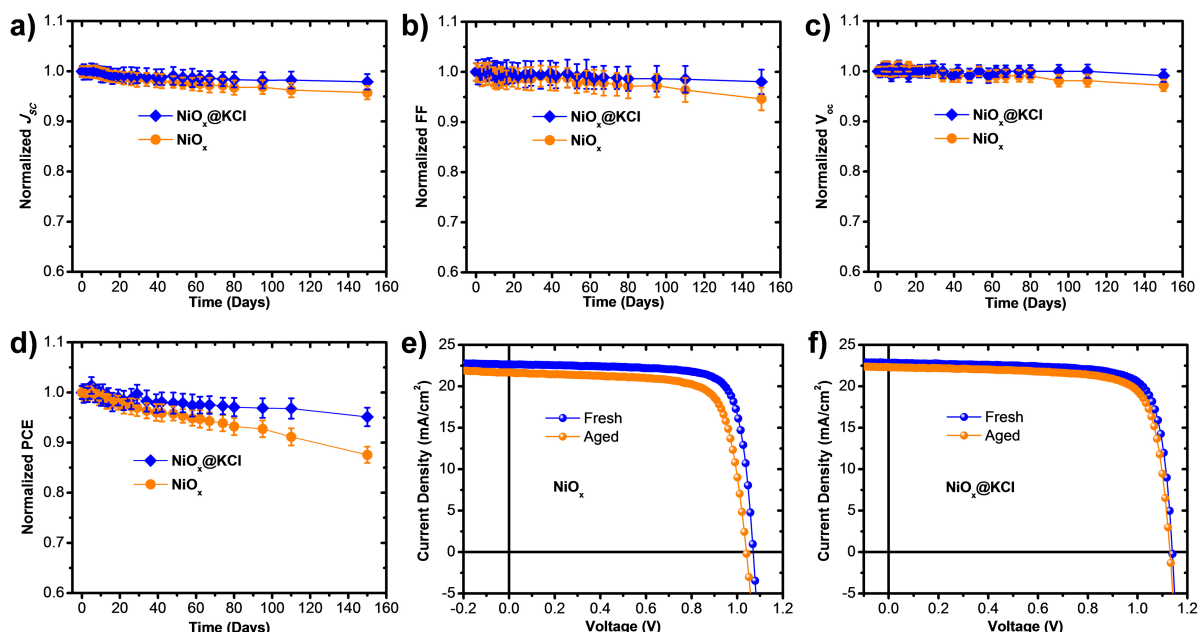 a)
1.1
1.0
0.9
0.8
0.7
0.6
Normalized JSC
NiOx@KCl
NiOx
0 20 40 60 80 100 120 140 160
Time (Days)
b)
1.1
1.0
0.9
0.8
0.7
0.6
Normalized FF
NiOx@KCl
NiOx
0 20 40 60 80 100 120 140 160
Time (Days)
c)
1.1
1.0
0.9
0.8
0.7
0.6
Normalized Voc
NiOx@KCl
NiOx
0 20 40 60 80 100 120 140 160
Time (Days)
d)
1.1
1.0
0.9
0.8
0.7
0.6
Normalized PCE
NiOx@KCl
NiOx
0 20 40 60 80 100 120 140 160
Time (Days)
e)
25
20
15
10
5
0
-5
Current Density (mA/cm2)
Fresh
Aged
NiOx
-0.2 0.0 0.2 0.4 0.6 0.8 1.0 1.2
Voltage (V)
f)
25
20
15
10
5
0
-5
Current Density (mA/cm2)
Fresh
Aged
NiOx@KCl
0.0 0.2 0.4 0.6 0.8 1.0 1.2
Voltage (V)